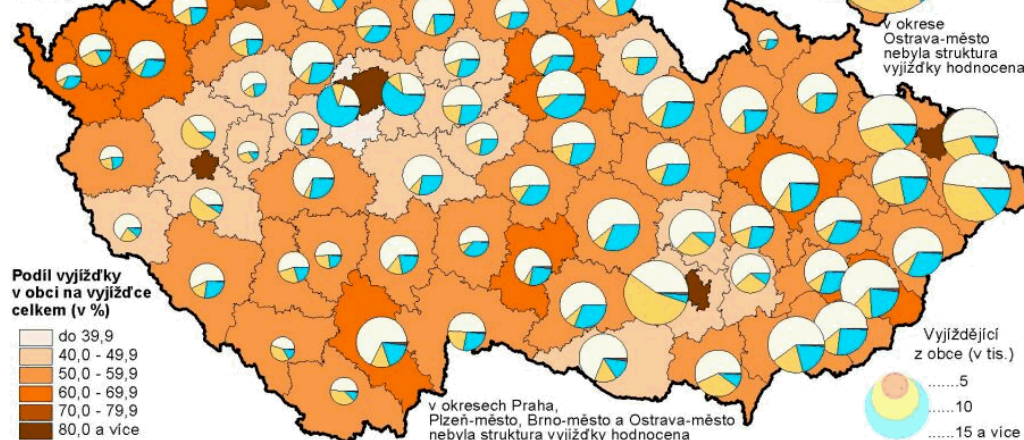 v okrese
Ostrava-město
nebyla struktura
vyjížďky hodnocena
Podíl vyjížďky
v obci na vyjížďce
celkem (v %)
do 39,9
40,0 - 49,9
50,0 - 59,9
60,0 - 69,9
70,0 - 79,9
80,0 a více
v okresech Praha,
Plzeň-město, Brno-město a Ostrava-město
nebyla struktura vyjížďky hodnocena
Vyjíždějící
z obce (v tis.)
.......5
.....10
......15 a více